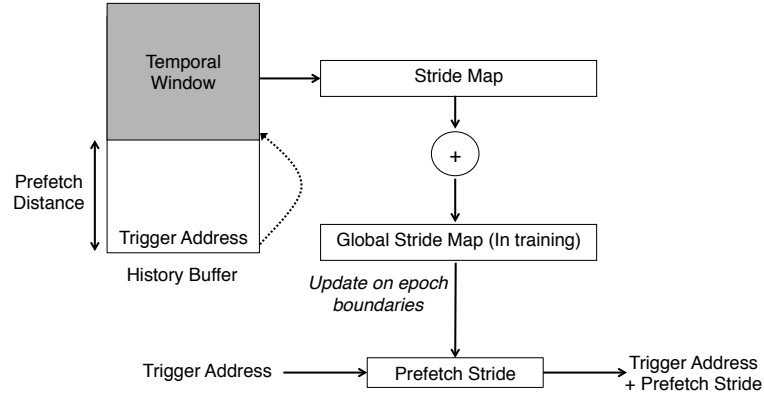 Temporal
Window
Stride Map
+
Prefetch
Distance
Trigger Address
History Buffer
Global Stride Map (In training)
Update on epoch
boundaries
Trigger Address
Prefetch Stride
Trigger Address
+ Prefetch Stride